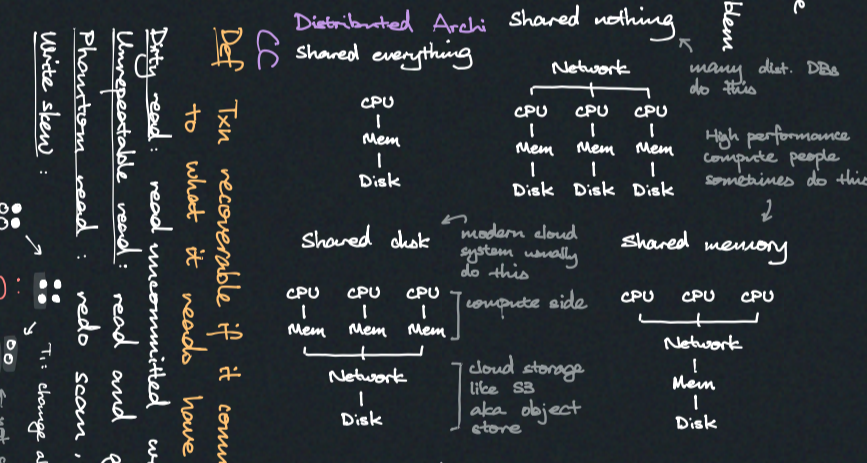 Distributed Archi
Shared everything
CPU
Mem
Disk
Shared nothing
many dist. DBs
do this
Network
CPU CPU CPU
Mem Mem Mem
Disk Disk Disk
High performance
compute people
sometimes do this
Shared disk
modern cloud
system usually
do this
CPU CPU CPU
Mem Mem Mem
compute side
Network
Disk
cloud storage
like S3
aka object
store
Shared memory
CPU CPU CPU
Network
Mem
Disk
CC
Def Txn recoverable if it comm
to what it reads have
Dirty read: read uncommitted
Unrepeatable read: read and
Phantom read: redo scan,
Write skew:
T1: change